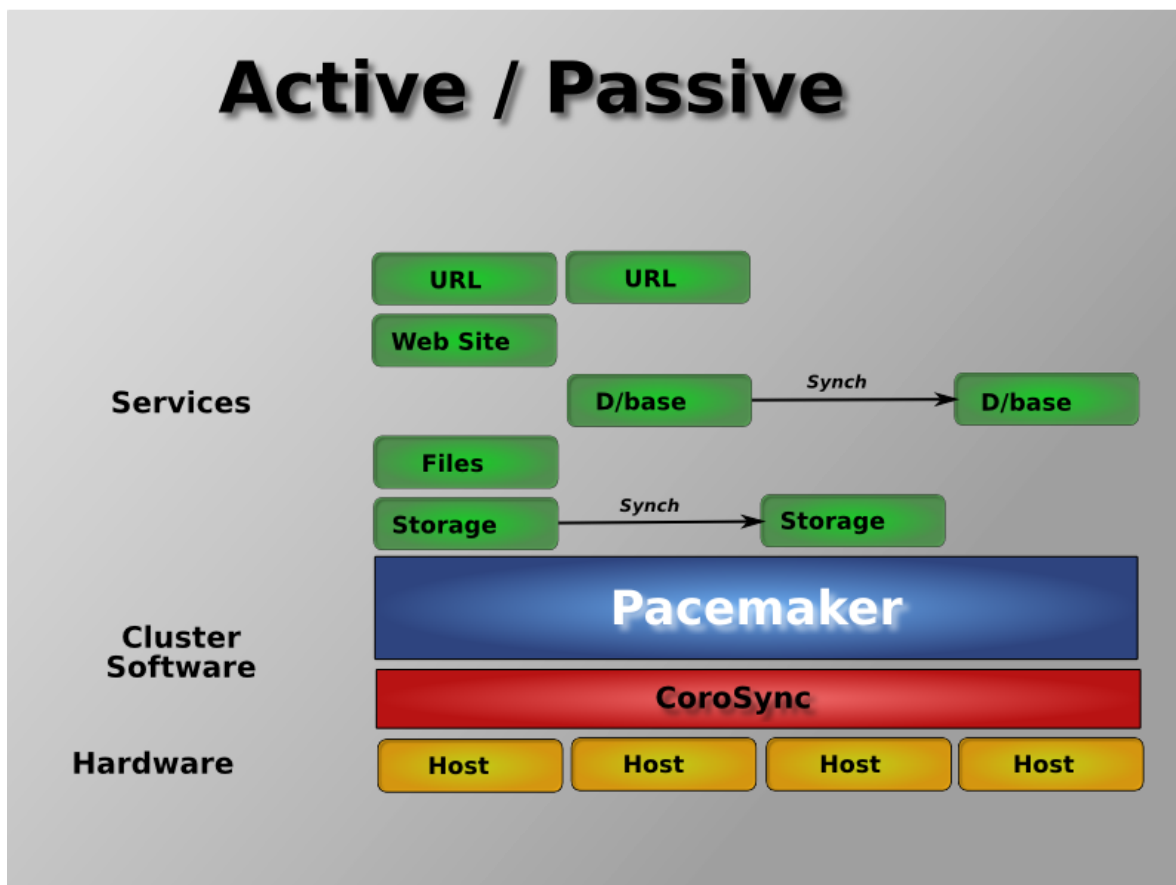 Active / Passive
URL
URL
Web Site
Services
D/base
Synch
D/base
Files
Storage
Synch
Storage
Pacemaker
Cluster
Software
CoroSync
Hardware
Host
Host
Host
Host